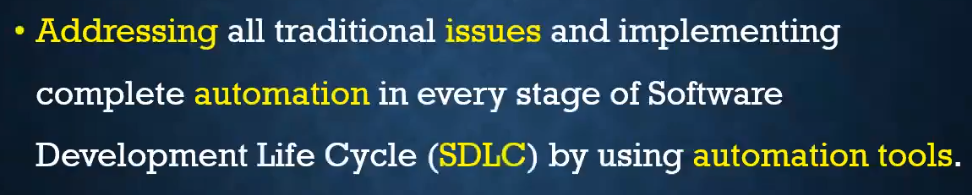 • Addressing all traditional issues and implementing
complete automation in every stage of Software
Development Life Cycle (SDLC) by using automation tools.